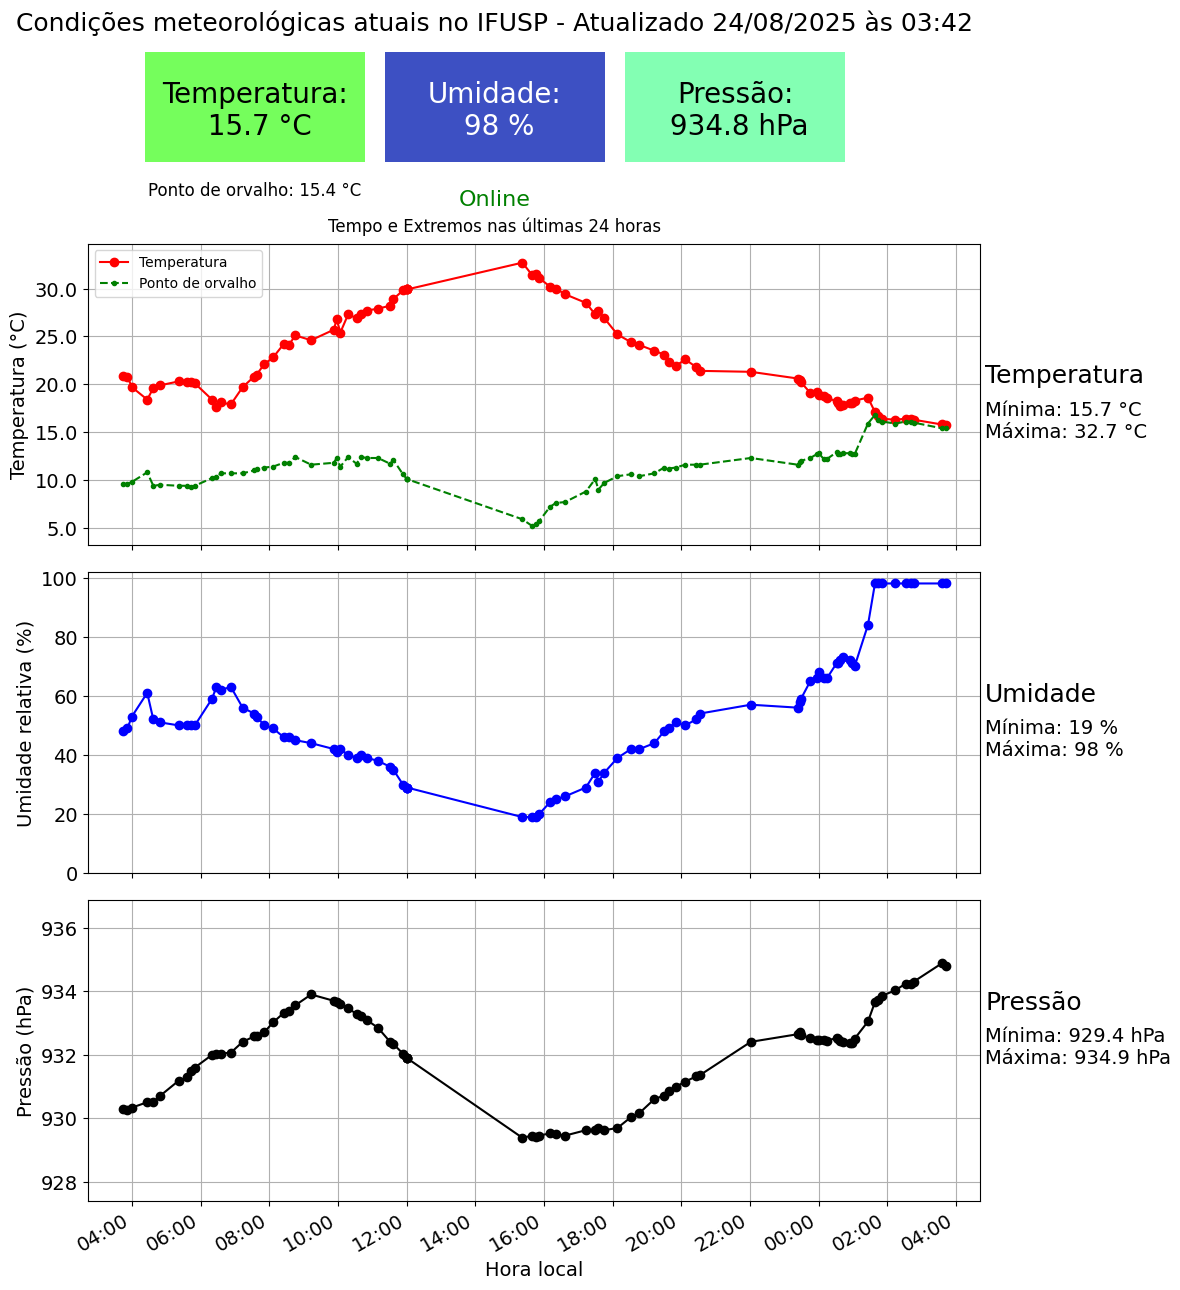 Condições meteorológicas atuais no IFUSP - Atualizado 24/08/2025 às 03:42
Temperatura:
15.7 °C
Umidade:
98 %
Pressão:
934.8 hPa
Ponto de orvalho: 15.4 °C
Online
Tempo e Extremos nas últimas 24 horas
Temperatura
Ponto de orvalho
Temperatura (°C)
30.0
25.0
20.0
15.0
10.0
5.0
Temperatura
Mínima: 15.7 °C
Máxima: 32.7 °C
Umidade relativa (%)
100
80
60
40
20
0
Umidade
Mínima: 19 %
Máxima: 98 %
Pressão (hPa)
936
934
932
930
928
Pressão
Mínima: 929.4 hPa
Máxima: 934.9 hPa
04:00 06:00 08:00 10:00 12:00 14:00 16:00 18:00 20:00 22:00 00:00 02:00 04:00
Hora local